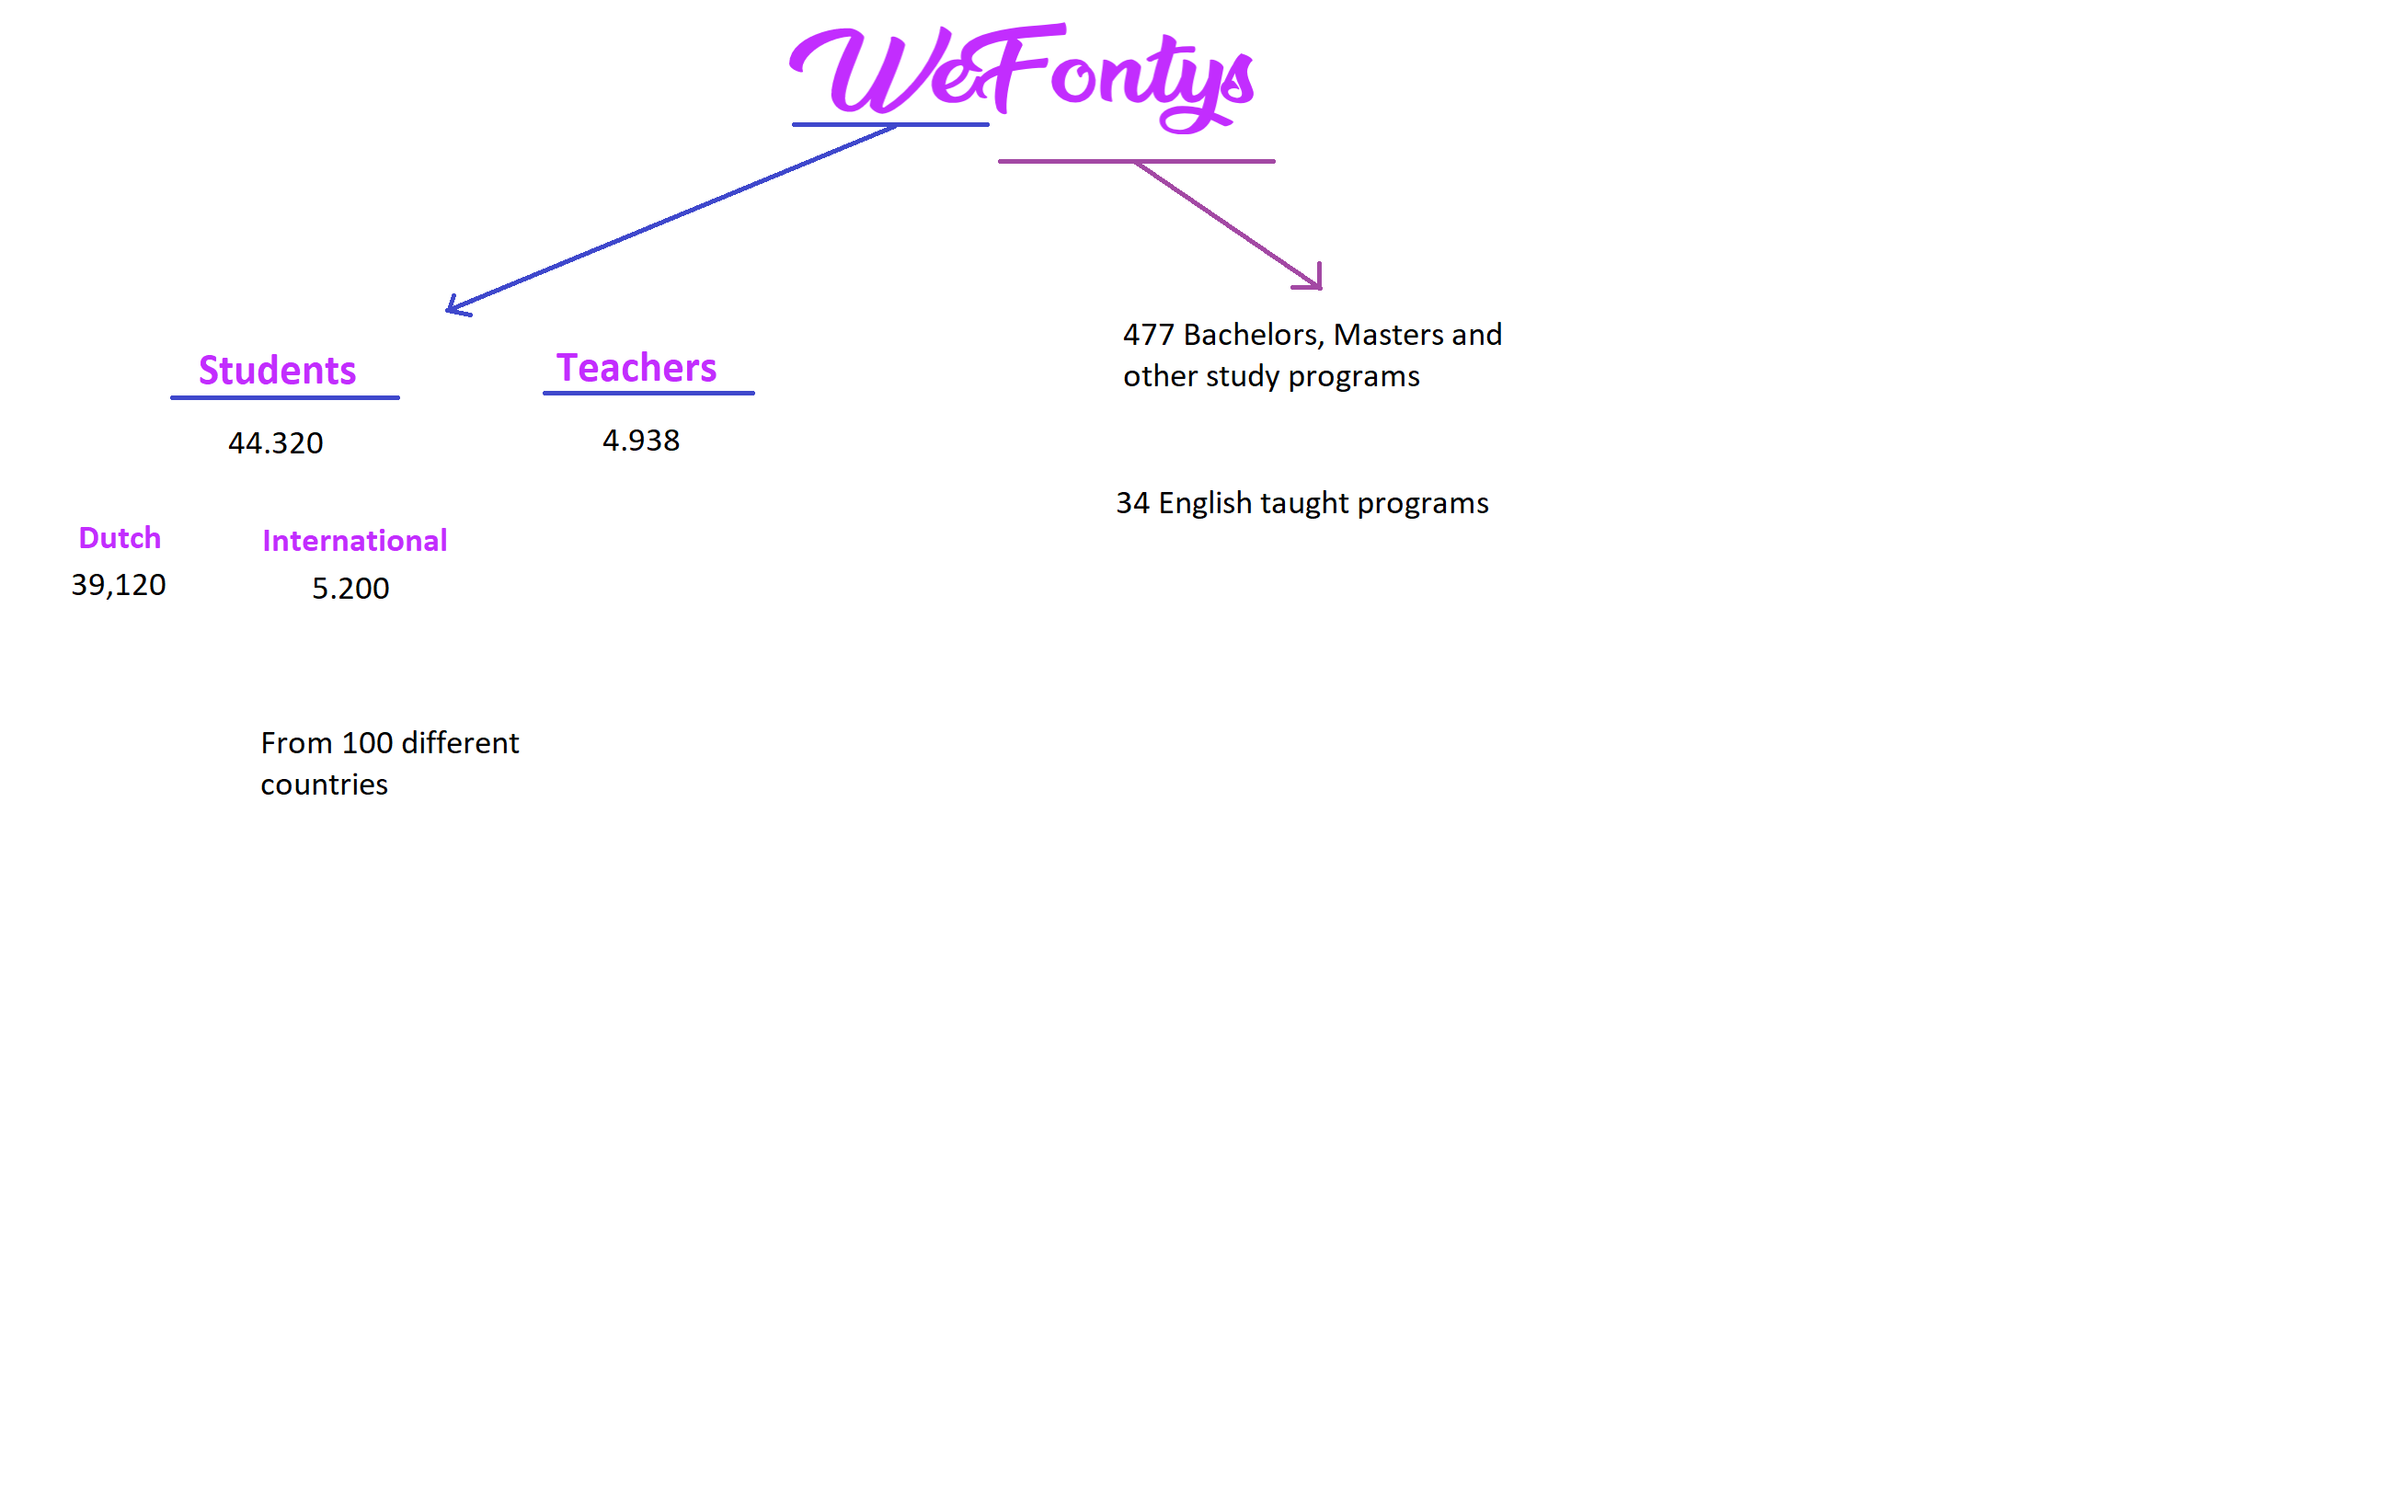 WeFontys
Students
Teachers
44.320
4.938
Dutch
International
39,120
5.200
From 100 different
countries
477 Bachelors, Masters and
other study programs
34 English taught programs